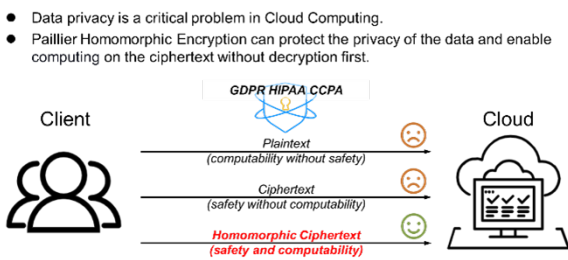 ● Data privacy is a critical problem in Cloud Computing.
● Paillier Homomorphic Encryption can protect the privacy of the data and enable
computing on the ciphertext without decryption first.
GDPR HIPAA CCPA
Client
Cloud
Plaintext
(computability without safety)
Ciphertext
(safety without computability)
Homomorphic Ciphertext
(safety and computability)